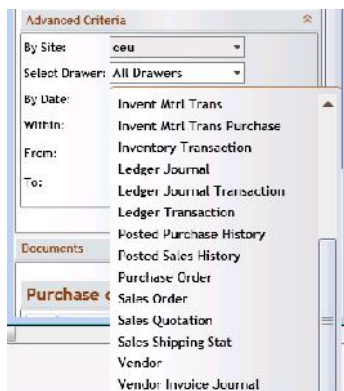 Advanced Criteria
By Site: ceu
Select Drawer: All Drawers
By Date:
Within:
From:
To:
Invent Mtrl Trans
Invent Mtrl Trans Purchase
Inventory Transaction
Ledger Journal
Ledger Journal Transaction
Ledger Transaction
Posted Purchase History
Posted Sales History
Purchase Order
Sales Order
Sales Quotation
Sales Shipping Stat
Vendor
Vendor Invoice Journal
Documents
Purchase